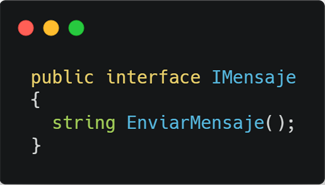 public interface IMensaje
{
  string EnviarMensaje();
}